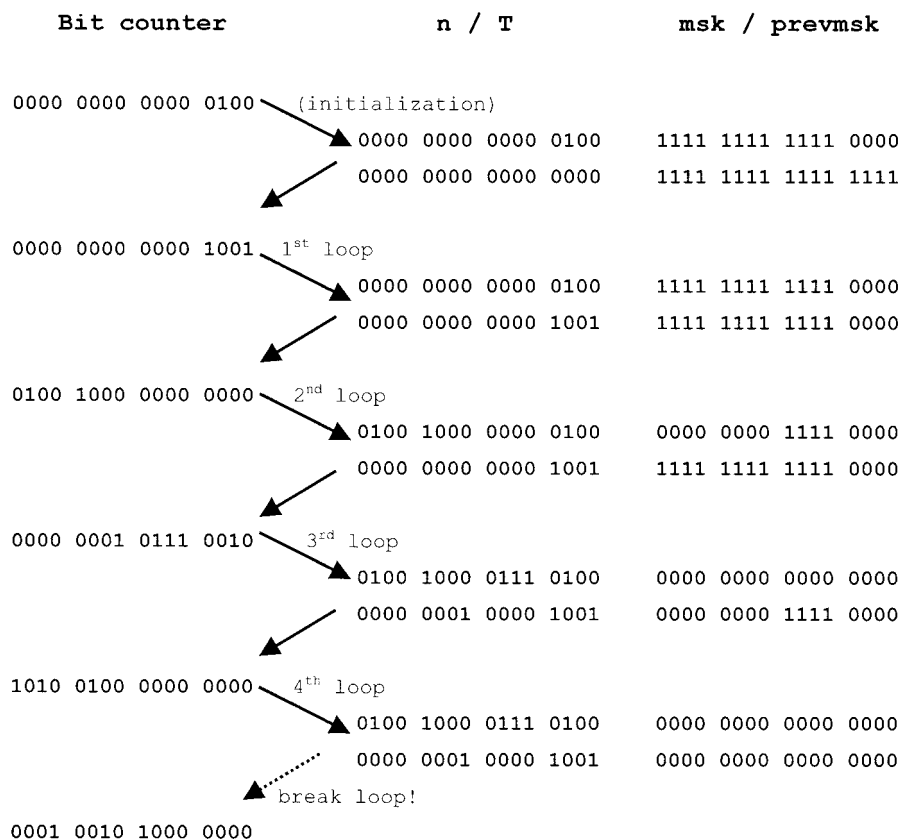 Bit counter n / T msk / prevmsk
0000 0000 0000 0100 (initialization)
0000 0000 0000 0100 1111 1111 1111 0000
0000 0000 0000 0000 1111 1111 1111 1111
0000 0000 0000 1001 1st loop
0000 0000 0000 0100 1111 1111 1111 0000
0000 0000 0000 1001 1111 1111 1111 0000
0100 1000 0000 0000 2nd loop
0100 1000 0000 0100 0000 0000 1111 0000
0000 0000 0000 1001 1111 1111 1111 0000
0000 0001 0111 0010 3rd loop
0100 1000 0111 0100 0000 0000 0000 0000
0000 0001 0000 1001 0000 0000 1111 0000
1010 0100 0000 0000 4th loop
0100 1000 0111 0100 0000 0000 0000 0000
0000 0001 0000 1001 0000 0000 0000 0000
break loop!
0001 0010 1000 0000